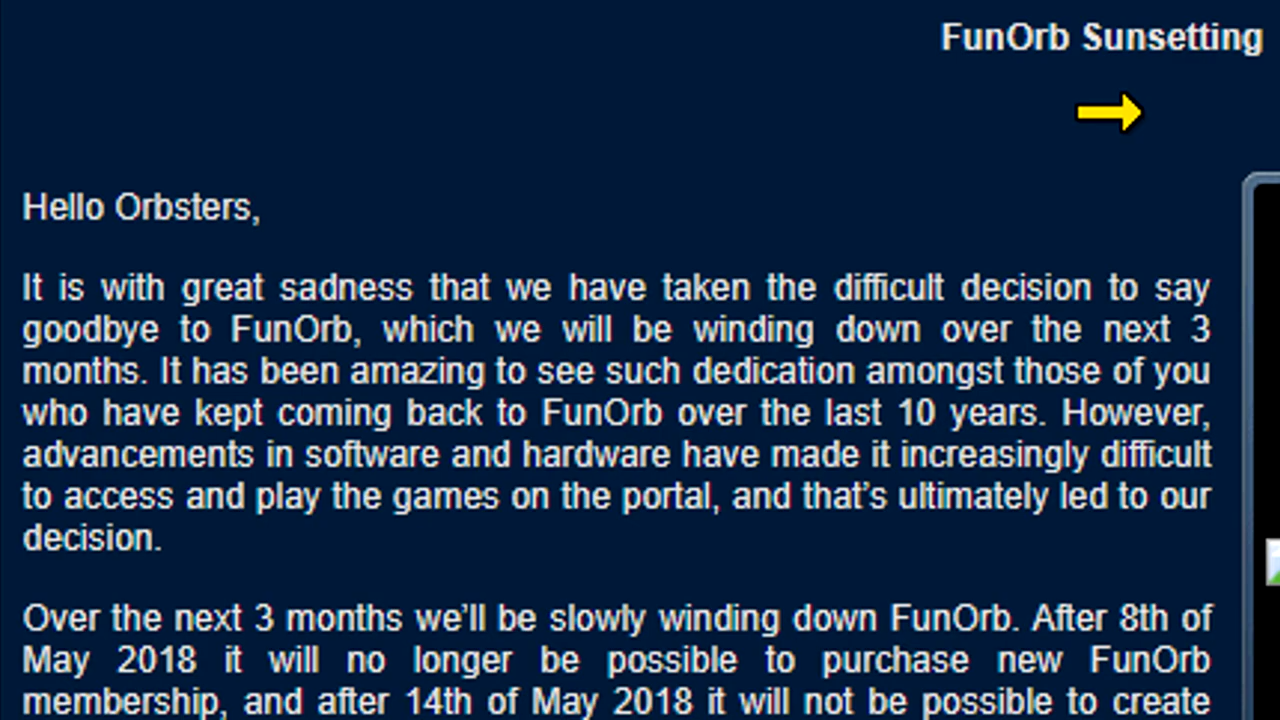 FunOrb Sunsetting
Hello Orbsters,
It is with great sadness that we have taken the difficult decision to say
goodbye to FunOrb, which we will be winding down over the next 3
months. It has been amazing to see such dedication amongst those of you
who have kept coming back to FunOrb over the last 10 years. However,
advancements in software and hardware have made it increasingly difficult
to access and play the games on the portal, and that’s ultimately led to our
decision.
Over the next 3 months we’ll be slowly winding down FunOrb. After 8th of
May 2018 it will no longer be possible to purchase new FunOrb
membership, and after 14th of May 2018 it will not be possible to create